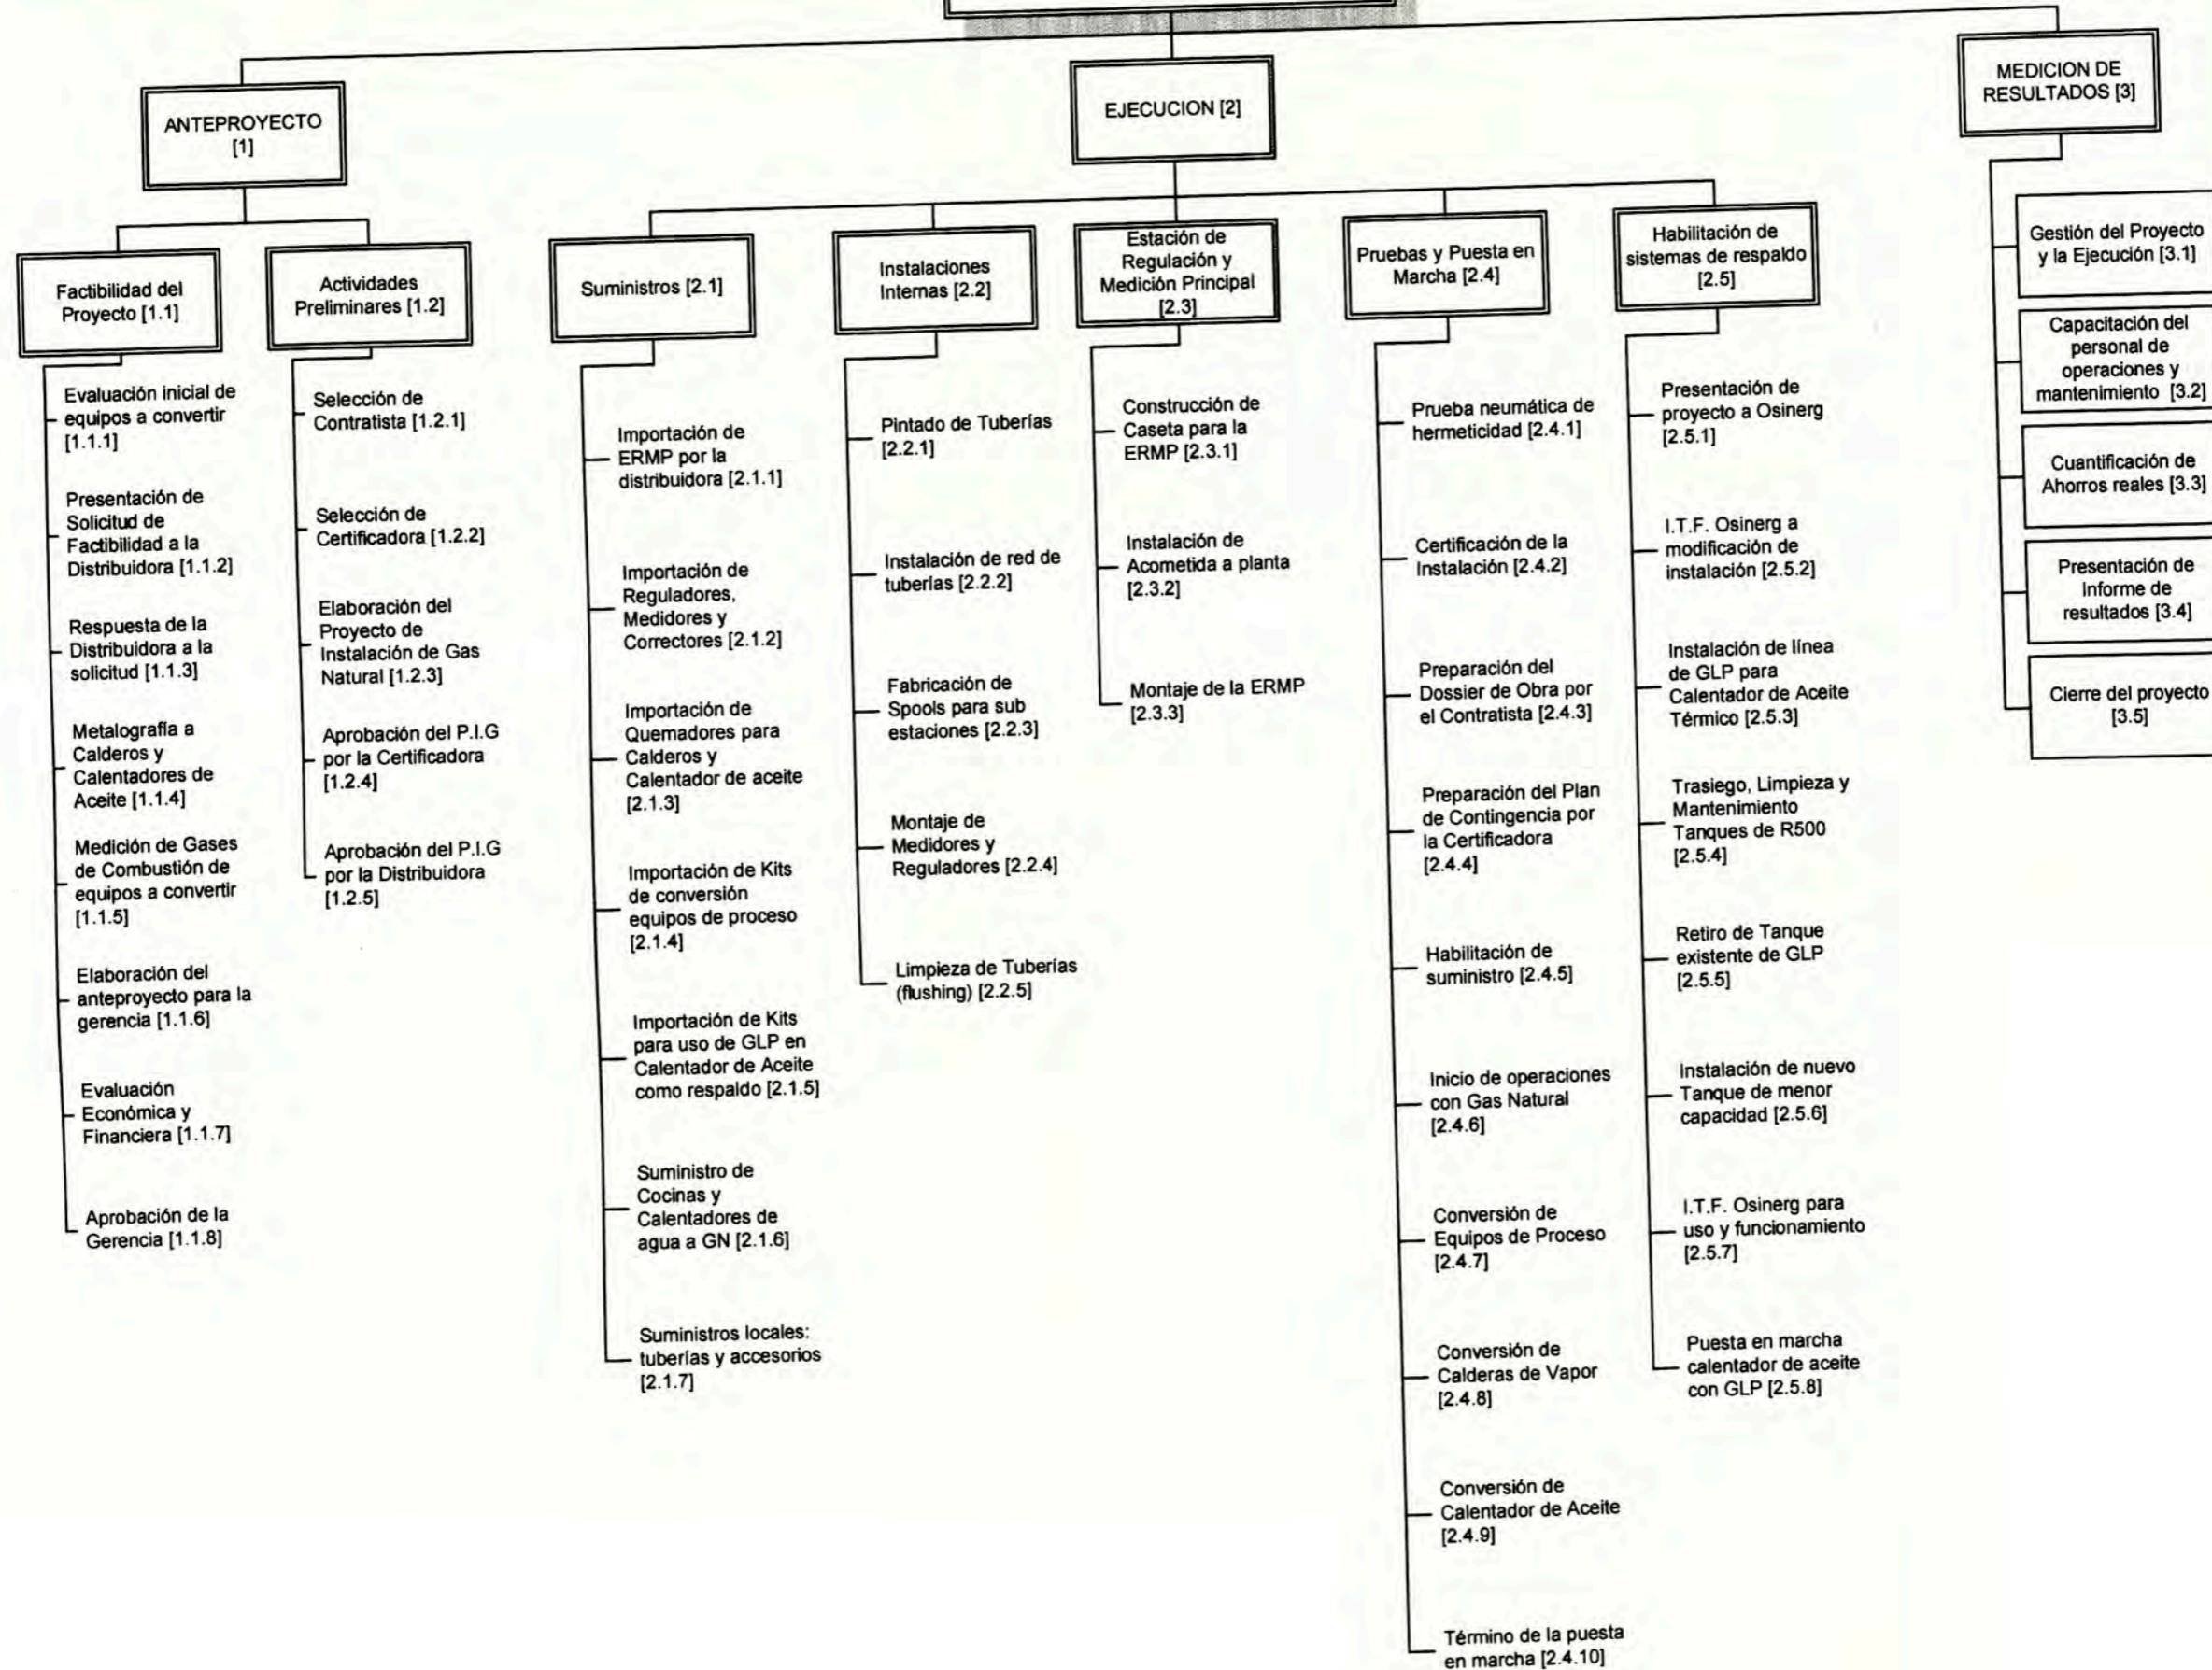 ANTEPROYECTO
[1]
EJECUCION [2]
MEDICION DE
RESULTADOS [3]
Factibilidad del
Proyecto [1.1]
Evaluación inicial de
equipos a convertir
[1.1.1]
Presentación de
Solicitud de
Factibilidad a la
Distribuidora [1.1.2]
Respuesta de la
Distribuidora a la
solicitud [1.1.3]
Metalografía a
Calderos y
Calentadores de
Aceite [1.1.4]
Medición de Gases
de Combustión de
equipos a convertir
[1.1.5]
Elaboración del
anteproyecto para la
gerencia [1.1.6]
Evaluación
Económica y
Financiera [1.1.7]
Aprobación de la
Gerencia [1.1.8]
Actividades
Preliminares [1.2]
Selección de
Contratista [1.2.1]
Selección de
Certificadora [1.2.2]
Elaboración del
Proyecto de
Instalación de Gas
Natural [1.2.3]
Aprobación del P.I.G
por la Certificadora
[1.2.4]
Aprobación del P.I.G
por la Distribuidora
[1.2.5]
Suministros [2.1]
Importación de
ERMP por la
distribuidora [2.1.1]
Importación de
Reguladores,
Medidores y
Correctores [2.1.2]
Importación de
Quemadores para
Calderos y
Calentador de aceite
[2.1.3]
Importación de Kits
de conversión
equipos de proceso
[2.1.4]
Importación de Kits
para uso de GLP en
Calentador de Aceite
como respaldo [2.1.5]
Suministro de
Cocinas y
Calentadores de
agua a GN [2.1.6]
Suministros locales:
tuberías y accesorios
[2.1.7]
Instalaciones
Internas [2.2]
Pintado de Tuberías
[2.2.1]
Instalación de red de
tuberías [2.2.2]
Fabricación de
Spools para sub
estaciones [2.2.3]
Montaje de
Medidores y
Reguladores [2.2.4]
Limpieza de Tuberías
(flushing) [2.2.5]
Estación de
Regulación y
Medición Principal
[2.3]
Construcción de
Caseta para la
ERMP [2.3.1]
Instalación de
Acometida a planta
[2.3.2]
Montaje de la ERMP
[2.3.3]
Pruebas y Puesta en
Marcha [2.4]
Prueba neumática de
hermeticidad [2.4.1]
Certificación de la
Instalación [2.4.2]
Preparación del
Dossier de Obra por
el Contratista [2.4.3]
Preparación del Plan
de Contingencia por
la Certificadora
[2.4.4]
Habilitación de
suministro [2.4.5]
Inicio de operaciones
con Gas Natural
[2.4.6]
Conversión de
Equipos de Proceso
[2.4.7]
Conversión de
Calderas de Vapor
[2.4.8]
Conversión de
Calentador de Aceite
[2.4.9]
Término de la puesta
en marcha [2.4.10]
Habilitación de
sistemas de respaldo
[2.5]
Presentación de
proyecto a Osinerg
[2.5.1]
I.T.F. Osinerg a
modificación de
instalación [2.5.2]
Instalación de línea
de GLP para
Calentador de Aceite
Térmico [2.5.3]
Trasiego, Limpieza y
Mantenimiento
Tanques de R500
[2.5.4]
Retiro de Tanque
existente de GLP
[2.5.5]
Instalación de nuevo
Tanque de menor
capacidad [2.5.6]
I.T.F. Osinerg para
uso y funcionamiento
[2.5.7]
Puesta en marcha
calentador de aceite
con GLP [2.5.8]
Gestión del Proyecto
y la Ejecución [3.1]
Capacitación del
personal de
operaciones y
mantenimiento [3.2]
Cuantificación de
Ahorros reales [3.3]
Presentación de
Informe de
resultados [3.4]
Cierre del proyecto
[3.5]